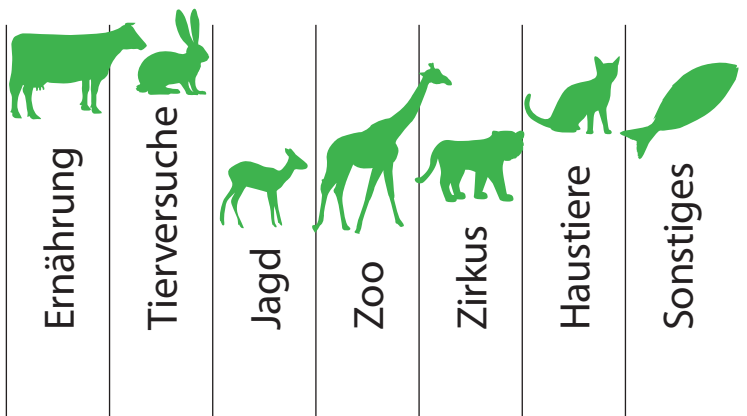 Ernährung
Tierversuche
Jagd
Zoo
Zirkus
Haustiere
Sonstiges